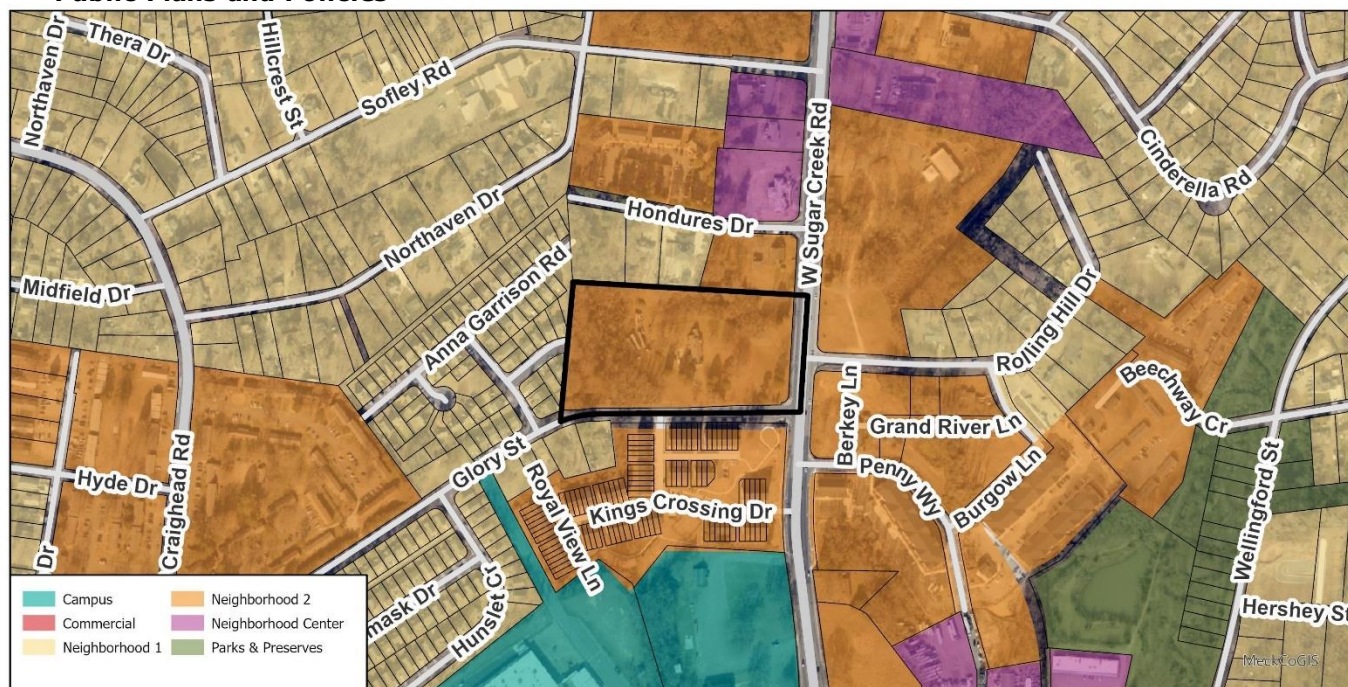 Public Plans and Policies
Northaven Dr
Thera Dr
Hillcrest St
Sofley Rd
W Sugar Creek Rd
Cinderella Rd
Northaven Dr
Hondures Dr
Midfield Dr
Anna Garrison Rd
Rolling Hill Dr
Craighead Rd
Berkey Ln
Grand River Ln
Beechway Cr
Hyde Dr
Glory St
Royal View Ln
Kings Crossing Dr
Penny Wy
Burgow Ln
Wellingford St
Dr
mask Dr
Hunslet Cr
Hershey St
Campus
Commercial
Neighborhood 1
Neighborhood 2
Neighborhood Center
Parks & Preserves
MeckCoGIS